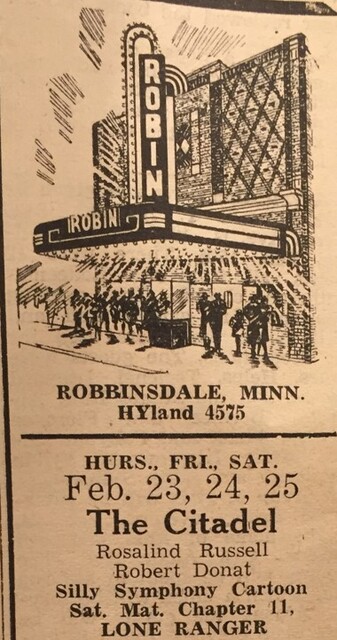 ROBIN
ROBIN
ROBBINSDALE, MINN.
HYland 4575
HURS., FRI., SAT.
Feb. 23, 24, 25
The Citadel
Rosalind Russell
Robert Donat
Silly Symphony Cartoon
Sat. Mat. Chapter 11,
LONE RANGER